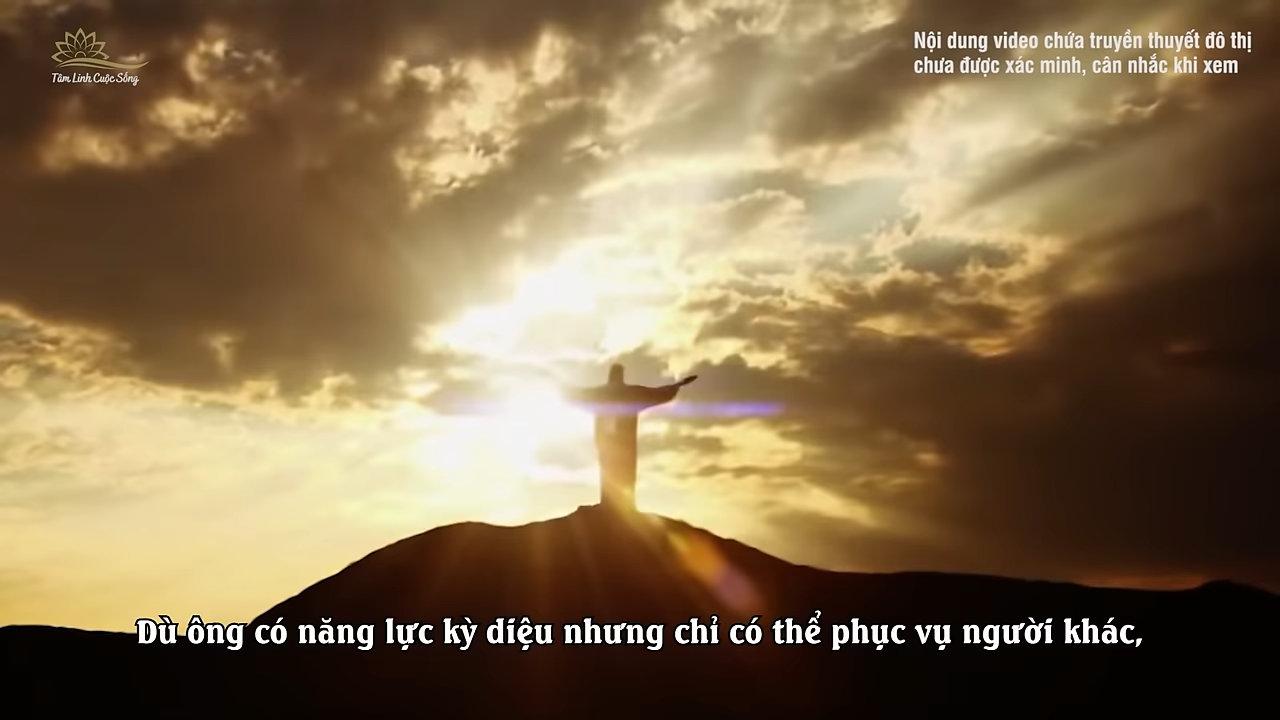 Tâm Linh Cuộc Sống
Nội dung video chứa truyền thuyết đô thị
chưa được xác minh, cân nhắc khi xem
Dù ông có năng lực kỳ diệu nhưng chỉ có thể phục vụ người khác,